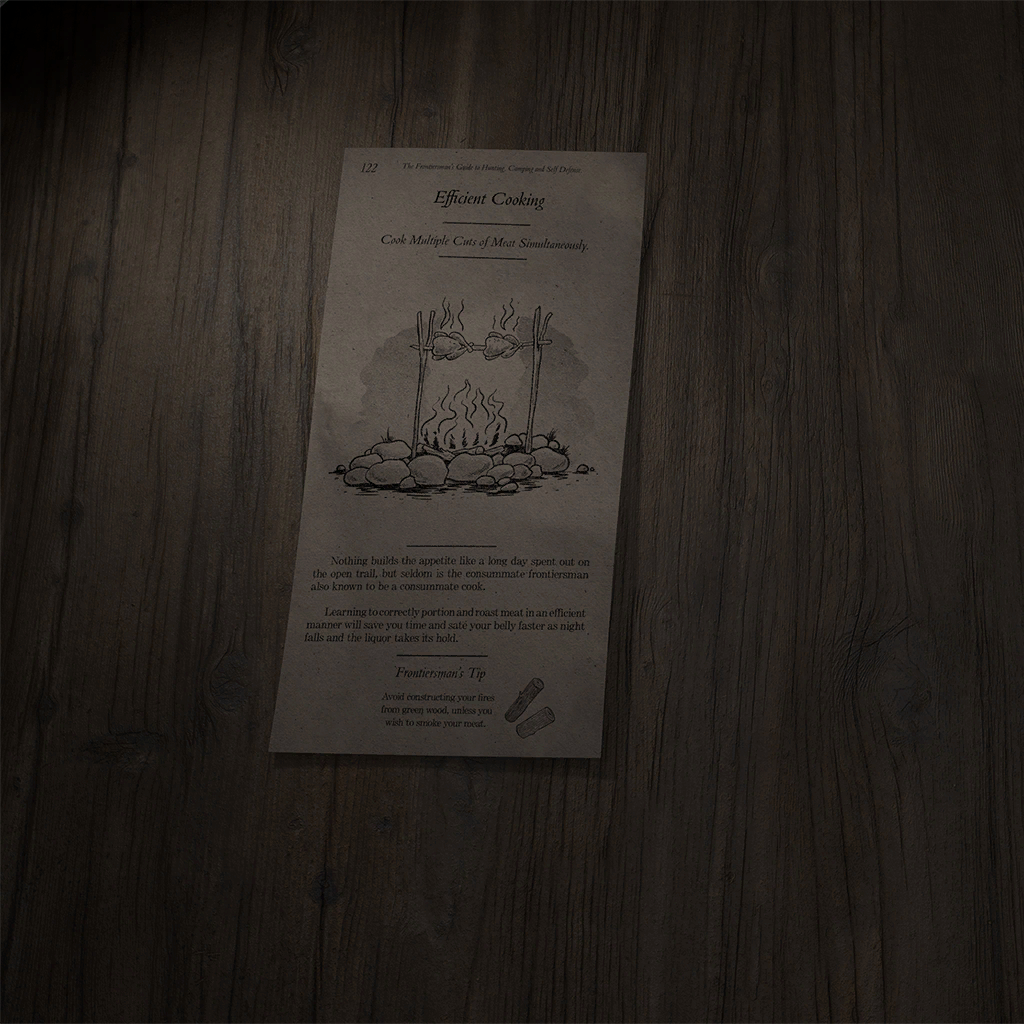 122 The Frontiersman's Guide to Hunting, Camping and Self Defense
Efficient Cooking
Cook Multiple Cuts of Meat Simultaneously.
Nothing builds the appetite like a long day spent out on
the open trail, but seldom is the consummate frontiersman
also known to be a consummate cook.
Learning to correctly portion and roast meat in an efficient
manner will save you time and sate your belly faster as night
falls and the liquor takes its hold.
Frontiersman's Tip
Avoid constructing your fires
from green wood, unless you
wish to smoke your meat.